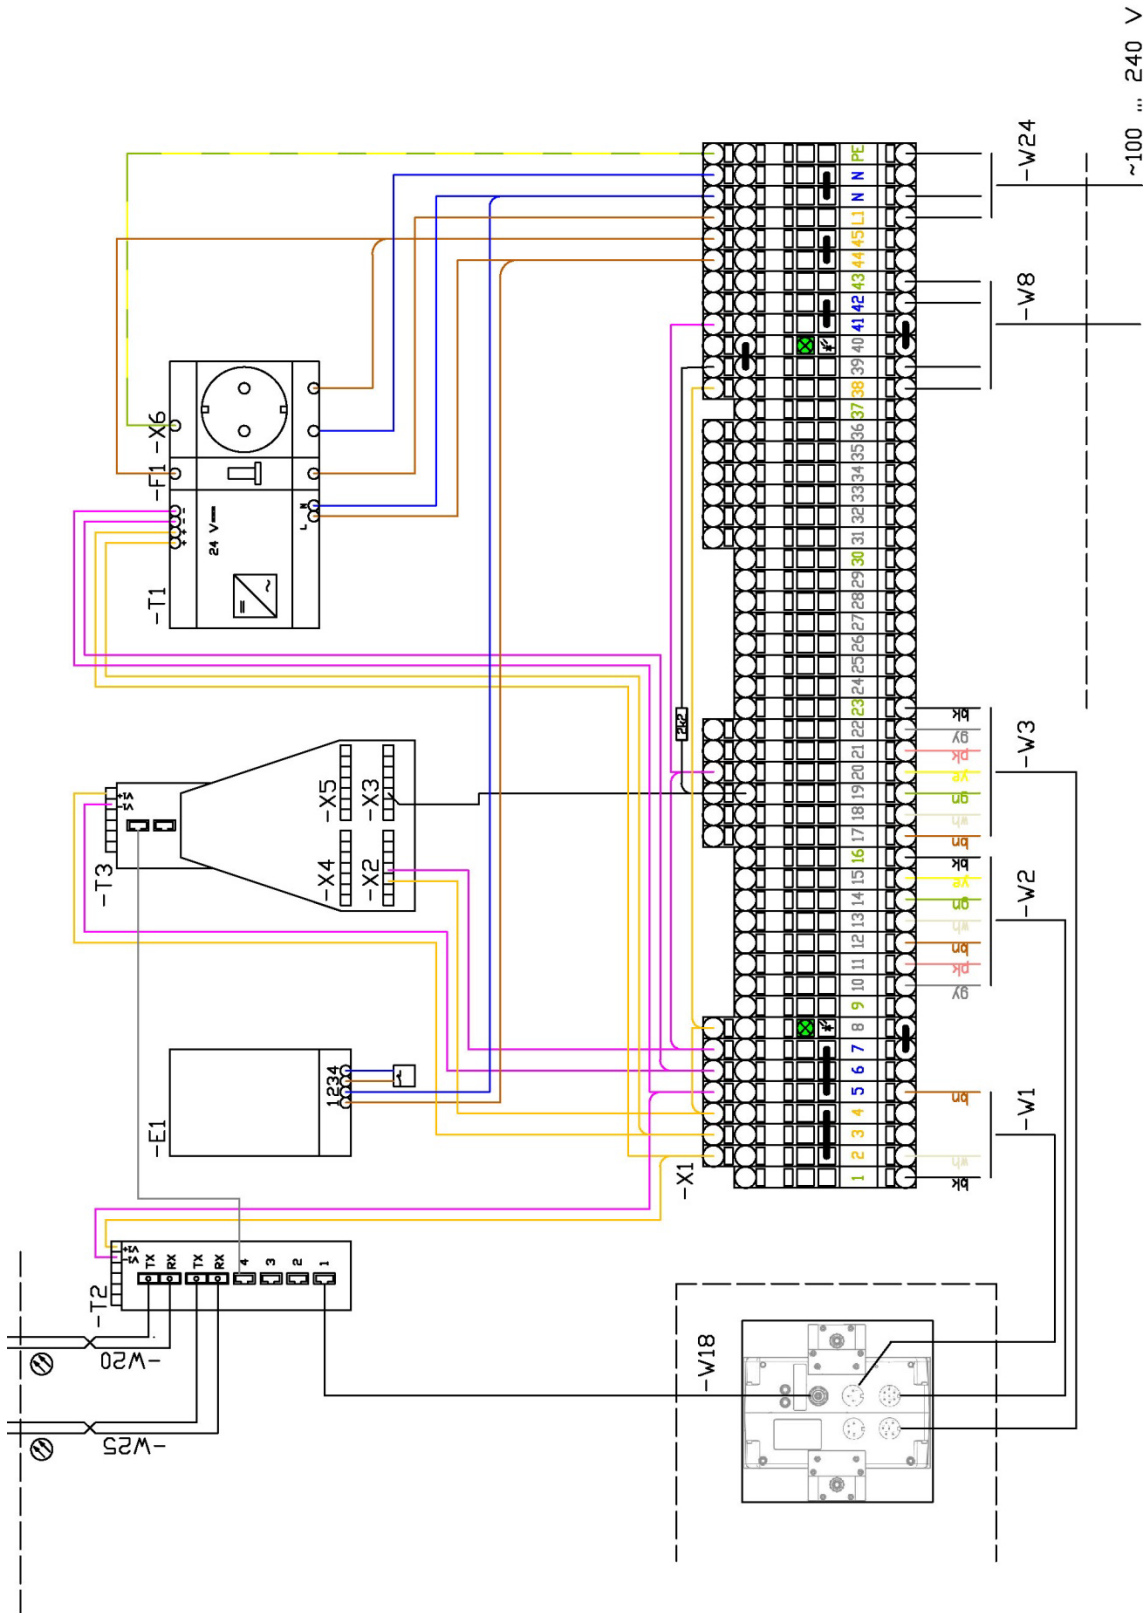 ~100 ... 240 V
-W24
-W8
-W3
-W2
-W1
PE
N
N
L1
45
44
43
42
41
40
39
38
37
36
35
34
33
32
31
30
29
28
27
26
25
24
23
22
21
20
19
18
17
16
15
14
13
12
11
10
9
8
7
6
5
4
3
2
1
-X1
bk
gy
pk
ye
gn
wh
bn
bk
ye
gn
wh
bn
pk
gy
bn
wh
bk
2k2
-X6
-F1
-T1
24 V
- - + +
N
L
-T3
V1+
V1-
-X5
-X3
-X4
-X2
-E1
1234
-T2
V1+
V1-
TX
RX
TX
RX
4
3
2
1
-W20
-W25
-W18